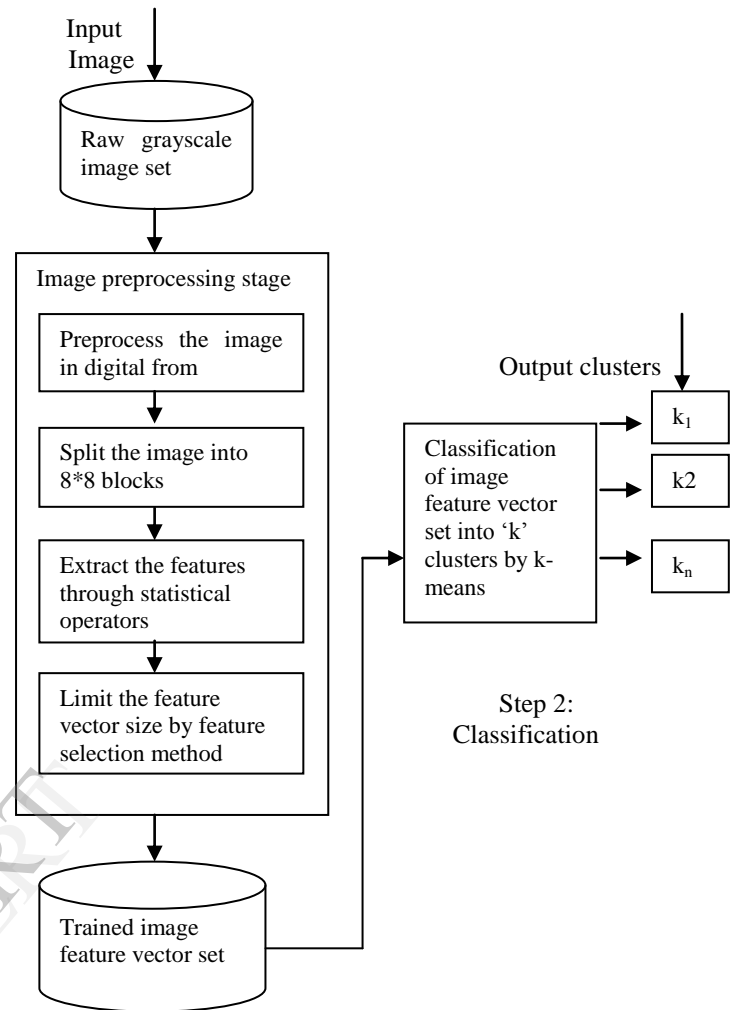 Input
Image
Raw grayscale
image set
Image preprocessing stage
Preprocess the image
in digital from
Split the image into
8*8 blocks
Extract the features
through statistical
operators
Limit the feature
vector size by feature
selection method
Trained image
feature vector set
Output clusters
Classification
of image
feature vector
set into ‘k’
clusters by k-
means
k₁
k2
kₙ
Step 2:
Classification